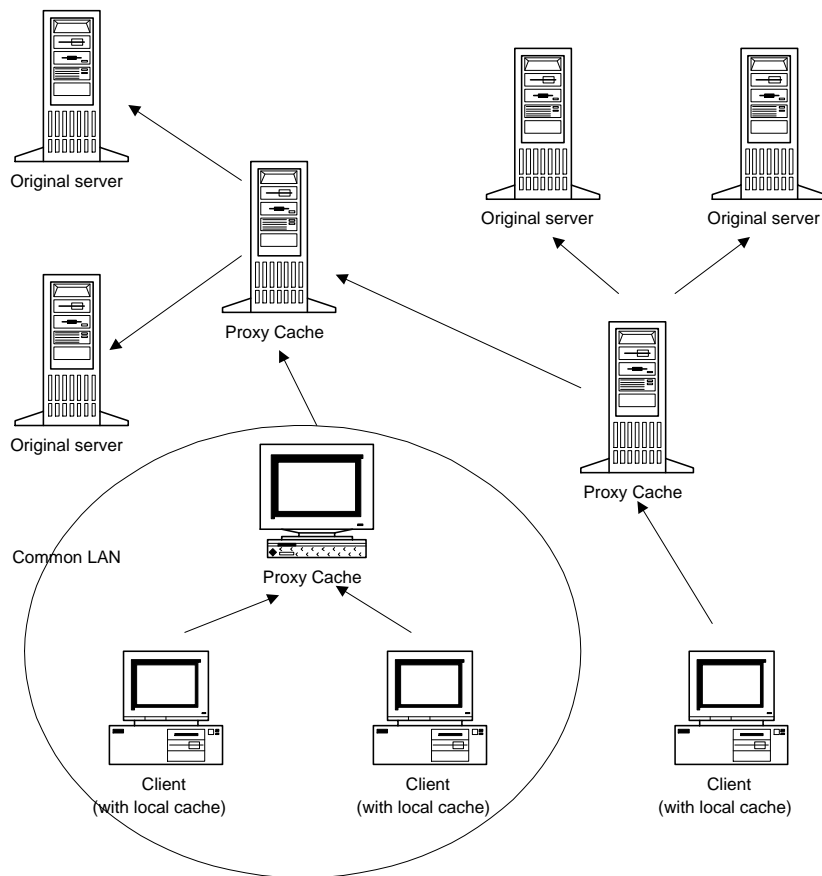 Original server
Original server
Original server
Proxy Cache
Original server
Proxy Cache
Common LAN
Proxy Cache
Client
(with local cache)
Client
(with local cache)
Client
(with local cache)